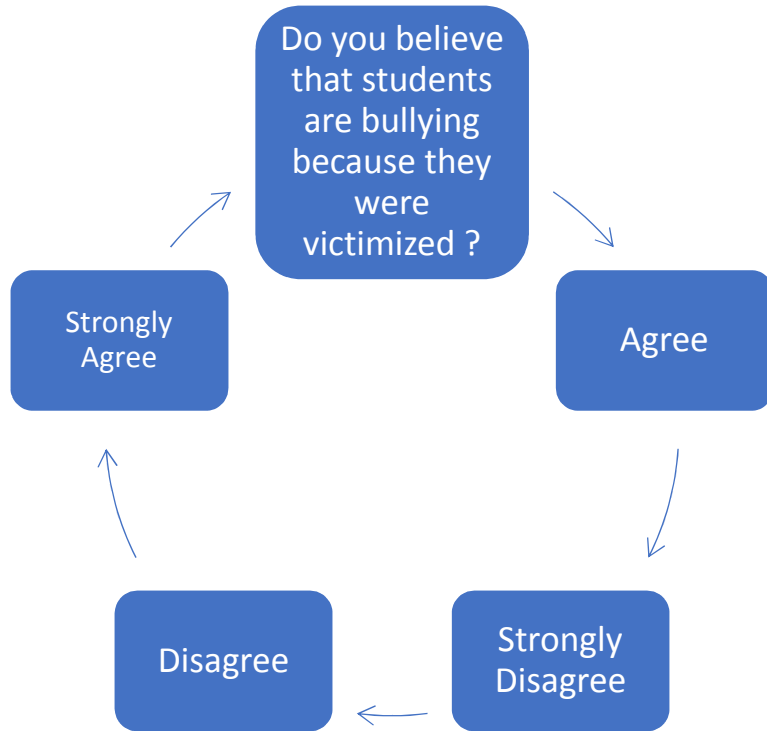 Do you believe
that students
are bullying
because they
were
victimized ?
Agree
Strongly
Disagree
Disagree
Strongly
Agree